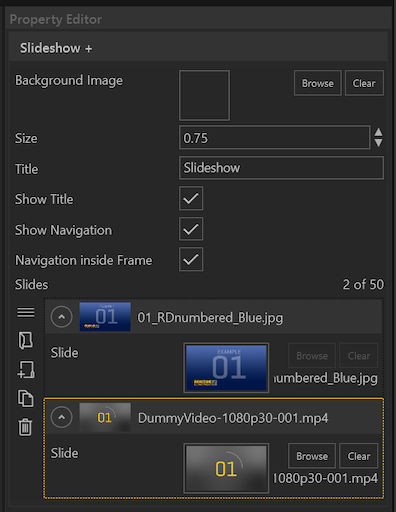 Property Editor
Slideshow +
Background Image
Browse Clear
Size 0.75
Title Slideshow
Show Title
Show Navigation
Navigation inside Frame
Slides 2 of 50
01 01_RDnumbered_Blue.jpg
Slide EXAMPLE 01 Browse Clear
numbered_Blue.jpg
01 DummyVideo-1080p30-001.mp4
Slide 01 Browse Clear
1080p30-001.mp4